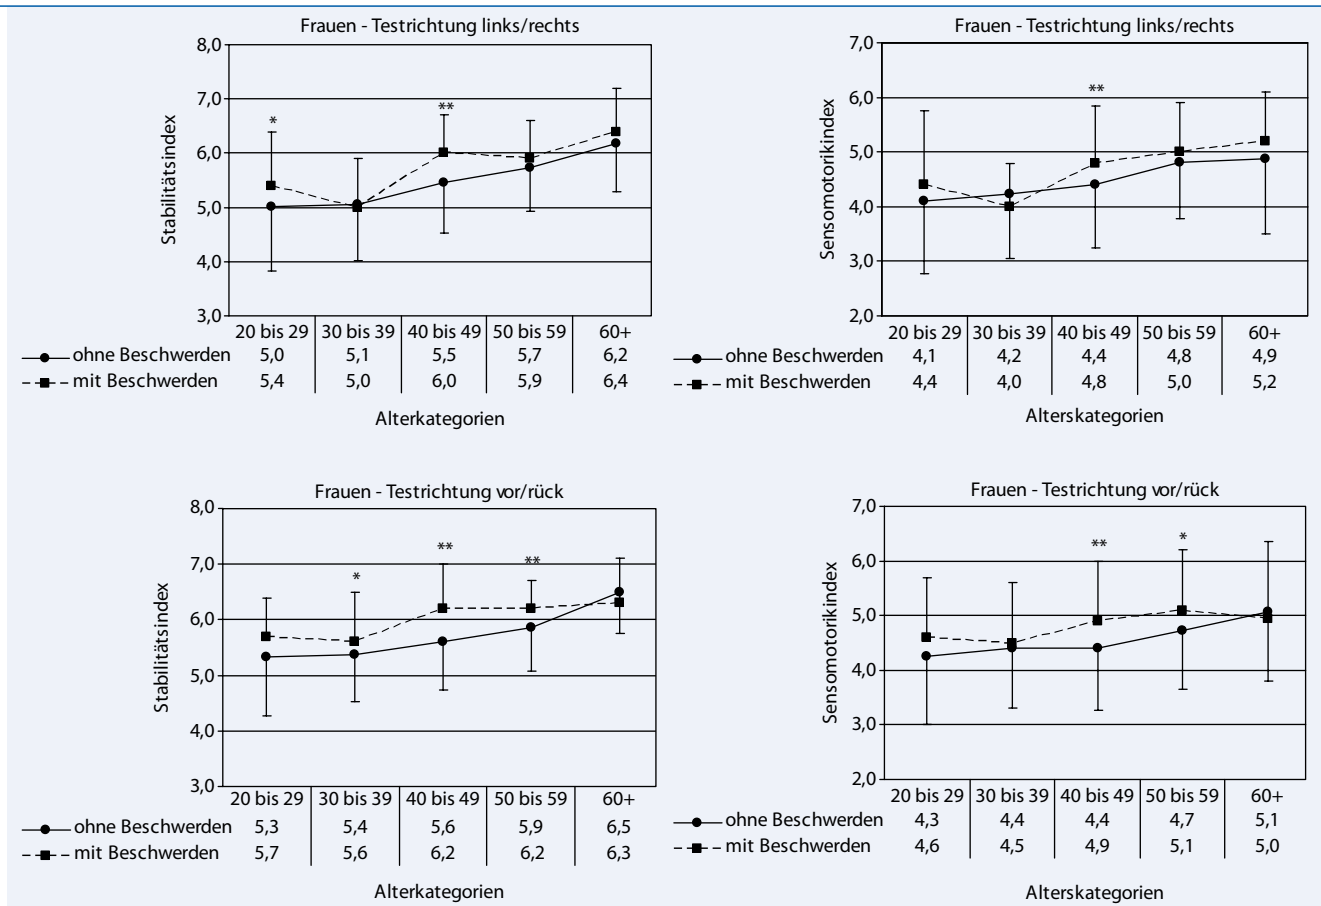 Frauen - Testrichtung links/rechts
8,0
7,0
6,0
5,0
4,0
3,0
Stabilitätsindex
*
**
20 bis 29 30 bis 39 40 bis 49 50 bis 59 60+
ohne Beschwerden 5,0 5,1 5,5 5,7 6,2
mit Beschwerden 5,4 5,0 6,0 5,9 6,4
Alterkategorien
Frauen - Testrichtung links/rechts
7,0
6,0
5,0
4,0
3,0
2,0
Sensomotorikindex
**
20 bis 29 30 bis 39 40 bis 49 50 bis 59 60+
ohne Beschwerden 4,1 4,2 4,4 4,8 4,9
mit Beschwerden 4,4 4,0 4,8 5,0 5,2
Alterskategorien
Frauen - Testrichtung vor/rück
8,0
7,0
6,0
5,0
4,0
3,0
Stabilitätsindex
*
**
**
20 bis 29 30 bis 39 40 bis 49 50 bis 59 60+
ohne Beschwerden 5,3 5,4 5,6 5,9 6,5
mit Beschwerden 5,7 5,6 6,2 6,2 6,3
Alterkategorien
Frauen - Testrichtung vor/rück
7,0
6,0
5,0
4,0
3,0
2,0
Sensomotorikindex
**
*
20 bis 29 30 bis 39 40 bis 49 50 bis 59 60+
ohne Beschwerden 4,3 4,4 4,4 4,7 5,1
mit Beschwerden 4,6 4,5 4,9 5,1 5,0
Alterskategorien